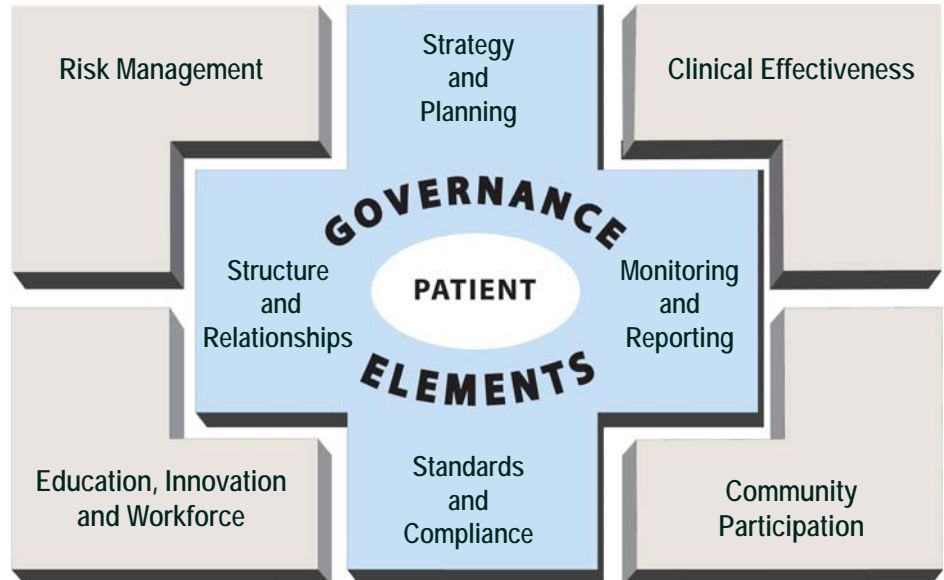 Risk Management
Strategy
and
Planning
Clinical Effectiveness
GOVERNANCE
Structure
and
Relationships
PATIENT
Monitoring
and
Reporting
ELEMENTS
Education, Innovation
and Workforce
Standards
and
Compliance
Community
Participation